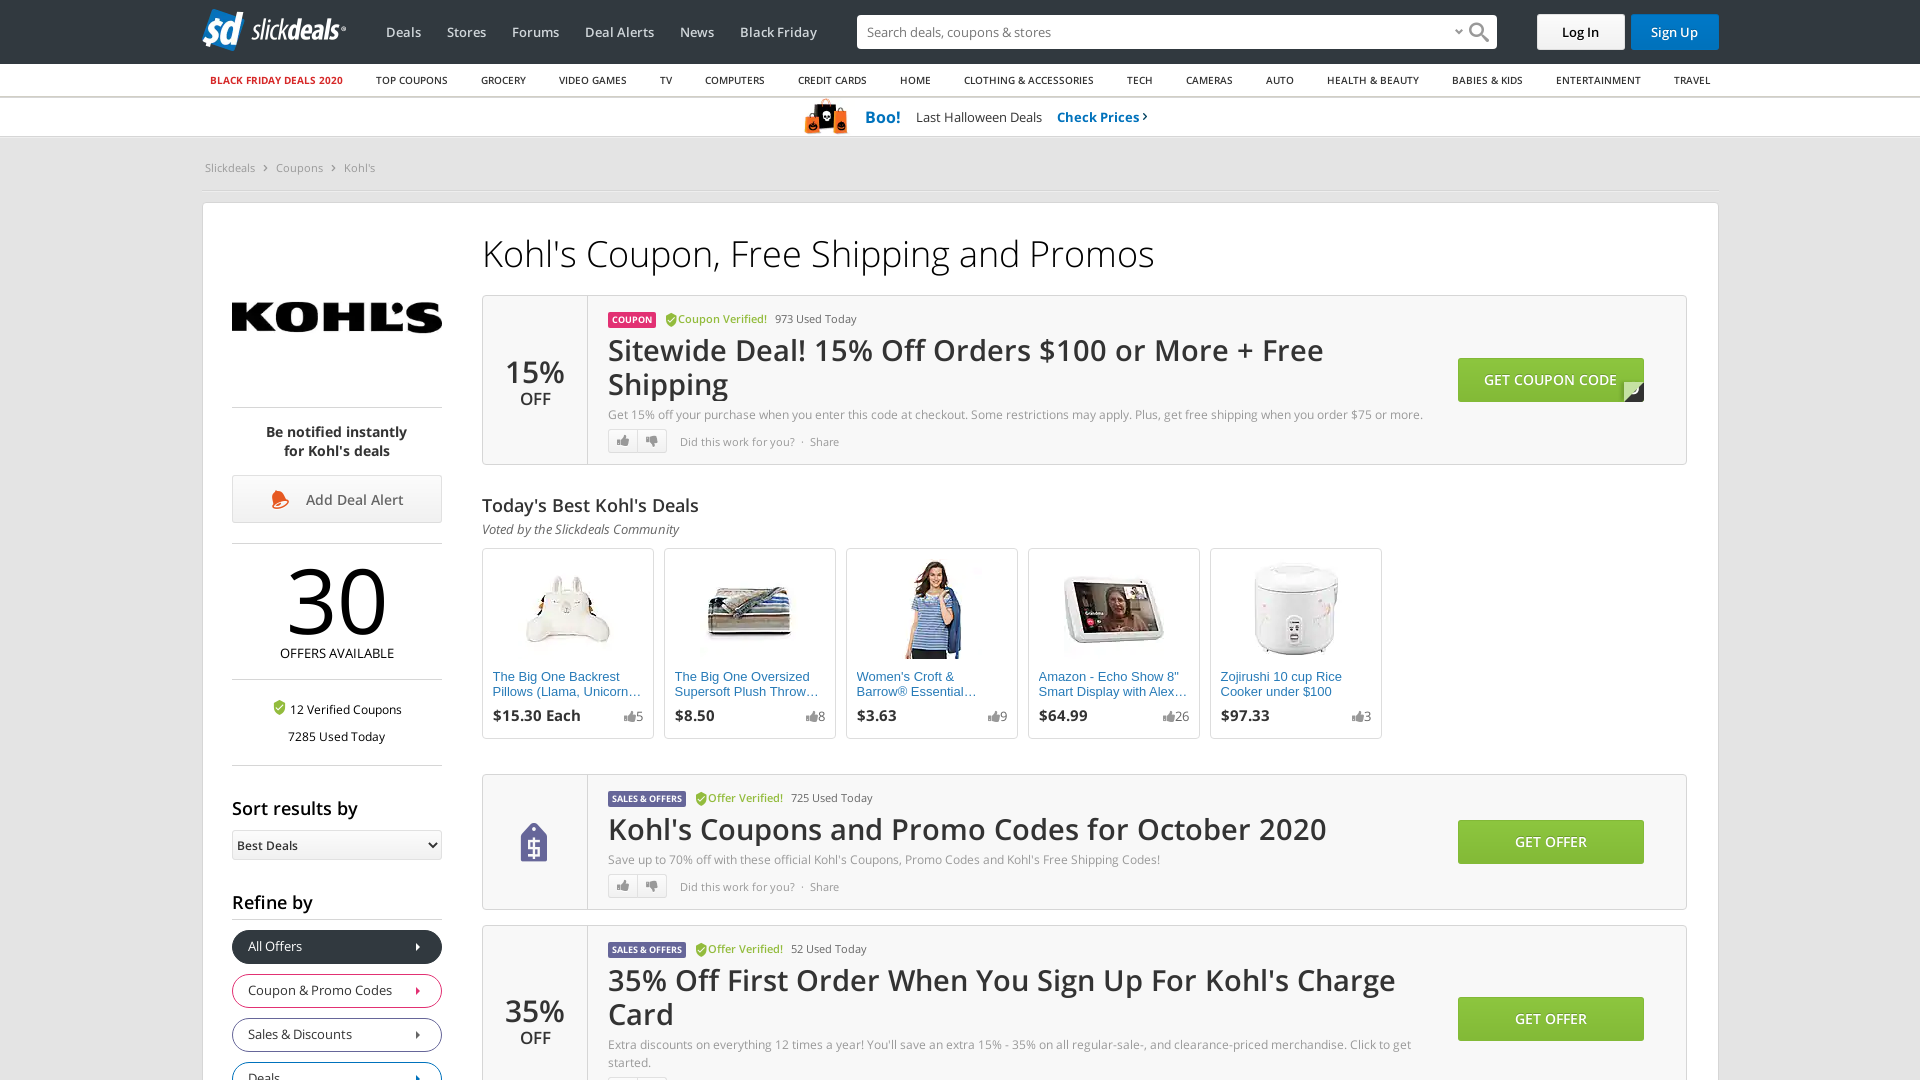 slickdeals
Deals
Stores
Forums
Deal Alerts
News
Black Friday
Search deals, coupons & stores
Log In
Sign Up
BLACK FRIDAY DEALS 2020
TOP COUPONS
GROCERY
VIDEO GAMES
TV
COMPUTERS
CREDIT CARDS
HOME
CLOTHING & ACCESSORIES
TECH
CAMERAS
AUTO
HEALTH & BEAUTY
BABIES & KIDS
ENTERTAINMENT
TRAVEL
Boo! Last Halloween Deals Check Prices
Slickdeals > Coupons > Kohl's
KOHL'S
Be notified instantly
for Kohl's deals
Add Deal Alert
30
OFFERS AVAILABLE
12 Verified Coupons
7285 Used Today
Sort results by
Best Deals
Refine by
All Offers
Coupon & Promo Codes
Sales & Discounts
Deals
Kohl's Coupon, Free Shipping and Promos
15%
OFF
COUPON Coupon Verified! 973 Used Today
Sitewide Deal! 15% Off Orders $100 or More + Free
Shipping
Get 15% off your purchase when you enter this code at checkout. Some restrictions may apply. Plus, get free shipping when you order $75 or more.
Did this work for you? · Share
GET COUPON CODE
Today's Best Kohl's Deals
Voted by the Slickdeals Community
The Big One Backrest
Pillows (Llama, Unicorn…
$15.30 Each 5
The Big One Oversized
Supersoft Plush Throw…
$8.50 8
Women's Croft &
Barrow® Essential…
$3.63 9
Amazon - Echo Show 8"
Smart Display with Alex…
$64.99 26
Zojirushi 10 cup Rice
Cooker under $100
$97.33 3
SALES & OFFERS Offer Verified! 725 Used Today
Kohl's Coupons and Promo Codes for October 2020
Save up to 70% off with these official Kohl's Coupons, Promo Codes and Kohl's Free Shipping Codes!
Did this work for you? · Share
GET OFFER
35%
OFF
SALES & OFFERS Offer Verified! 52 Used Today
35% Off First Order When You Sign Up For Kohl's Charge
Card
Extra discounts on everything 12 times a year! You'll save an extra 15% - 35% on all regular-sale-, and clearance-priced merchandise. Click to get
started.
GET OFFER